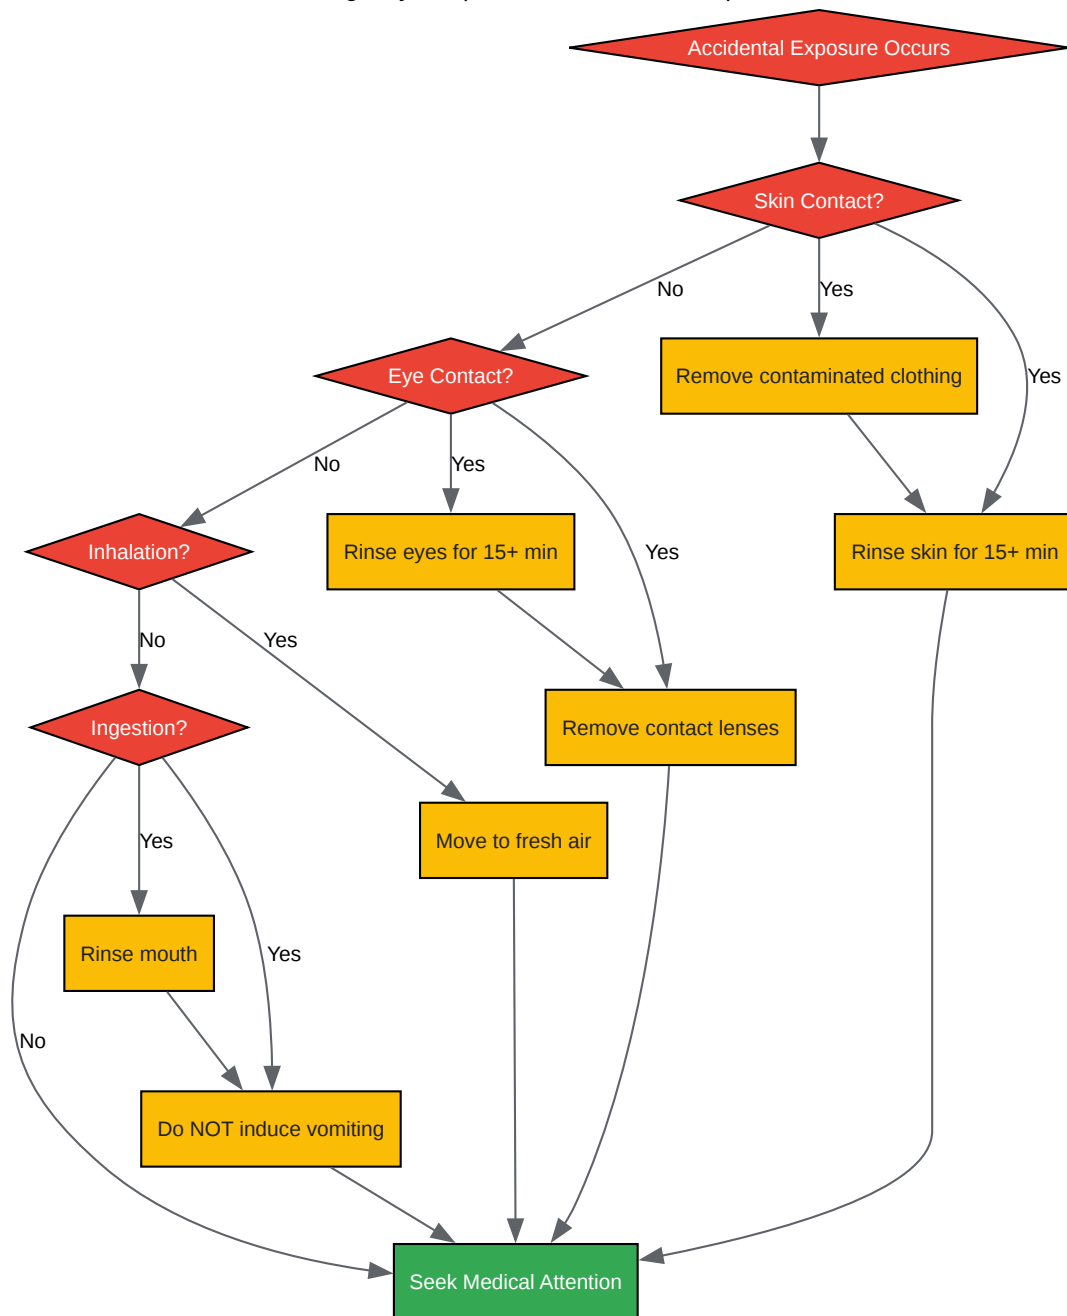 Accidental Exposure Occurs
Skin Contact?
No
Yes
Yes
Remove contaminated clothing
Eye Contact?
No
Yes
Yes
Rinse skin for 15+ min
Rinse eyes for 15+ min
Inhalation?
No
Yes
Remove contact lenses
Ingestion?
Move to fresh air
Yes
Yes
No
Rinse mouth
Do NOT induce vomiting
Seek Medical Attention